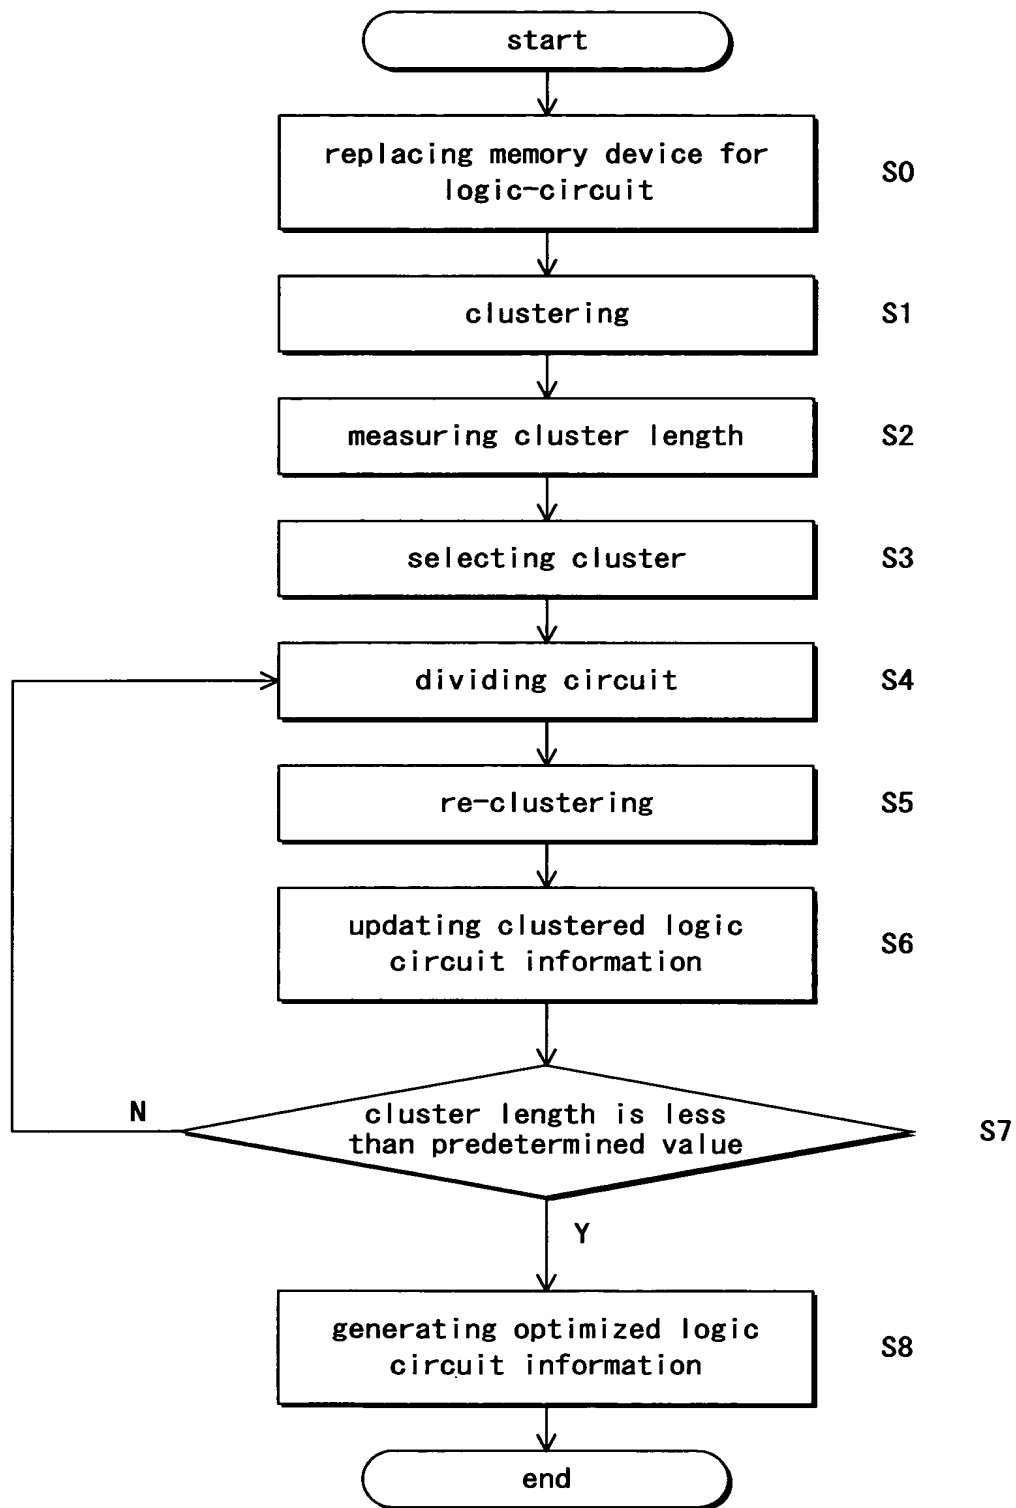 start
replacing memory device for
logic-circuit
S0
clustering
S1
measuring cluster length
S2
selecting cluster
S3
dividing circuit
S4
re-clustering
S5
updating clustered logic
circuit information
S6
N
cluster length is less
than predetermined value
S7
Y
generating optimized logic
circuit information
S8
end